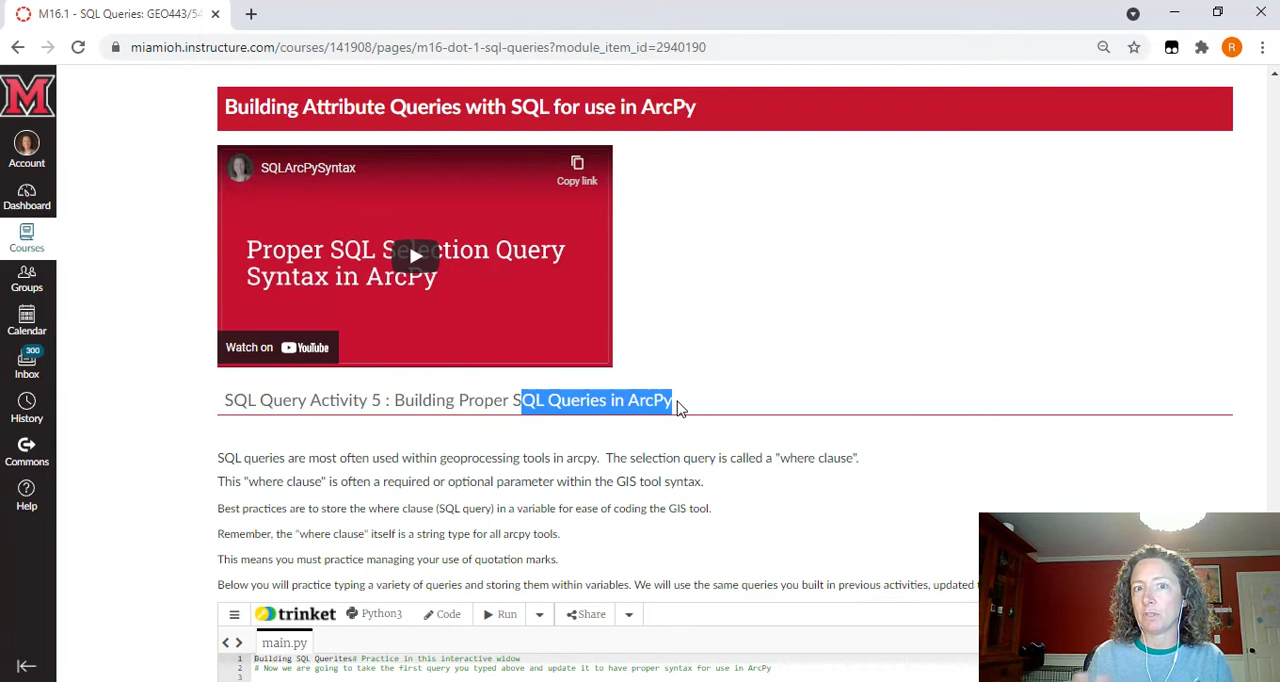 M16.1 - SQL Queries: GEO443/54
miamioh.instructure.com/courses/141908/pages/m16-dot-1-sql-queries?module_item_id=2940190
R
M
Account
Dashboard
Courses
Groups
Calendar
300
Inbox
History
Commons
Help
Building Attribute Queries with SQL for use in ArcPy
SQLArcPySyntax
Copy link
Proper SQL Selection Query
Syntax in ArcPy
Watch on YouTube
SQL Query Activity 5 : Building Proper SQL Queries in ArcPy
SQL queries are most often used within geoprocessing tools in arcpy. The selection query is called a "where clause".
This "where clause" is often a required or optional parameter within the GIS tool syntax.
Best practices are to store the where clause (SQL query) in a variable for ease of coding the GIS tool.
Remember, the "where clause" itself is a string type for all arcpy tools.
This means you must practice managing your use of quotation marks.
Below you will practice typing a variety of queries and storing them within variables. We will use the same queries you built in previous activities, updated
trinket Python3 Code Run Share
main.py
1 Building SQL Querites# Practice in this interactive widow
2 # Now we are going to take the first query you typed above and update it to have proper syntax for use in ArcPy
3